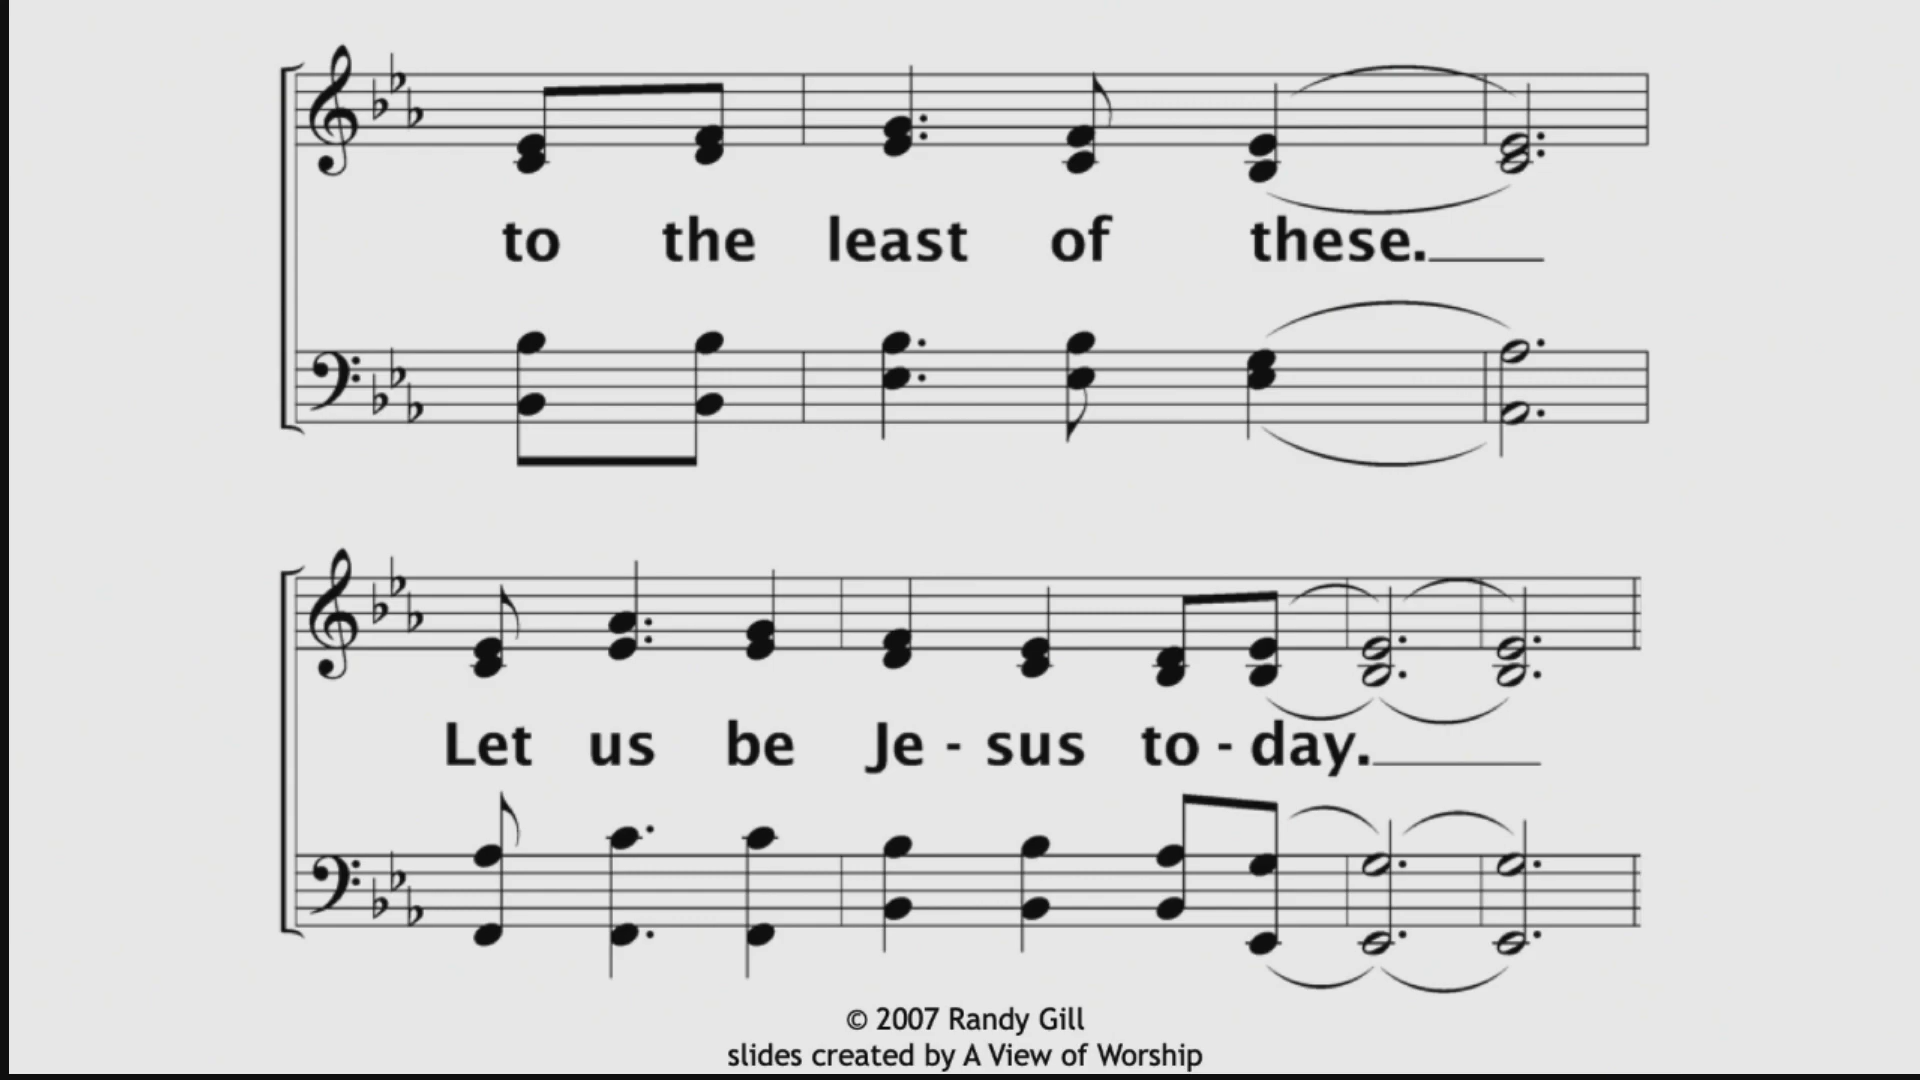 to the least of these.
Let us be Je - sus to - day.
© 2007 Randy Gill
slides created by A View of Worship